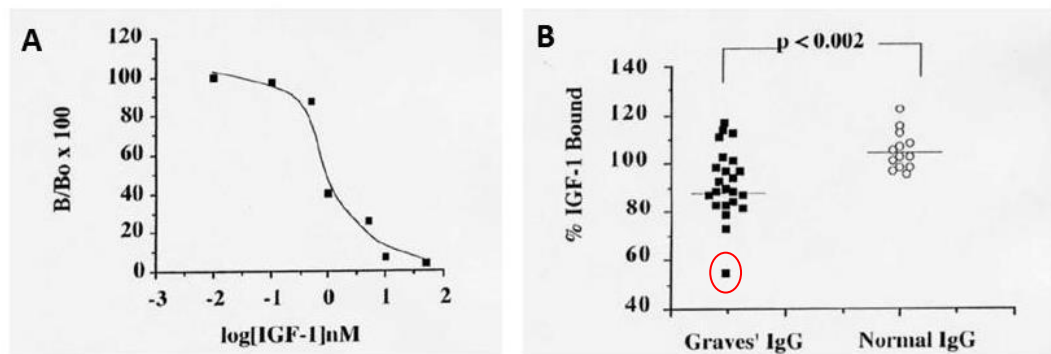 A
B/Bo x 100
120
100
80
60
40
20
0
-3
-2
-1
0
1
2
log[IGF-1]nM
B
p < 0.002
% IGF-1 Bound
140
120
100
80
60
40
Graves' IgG
Normal IgG